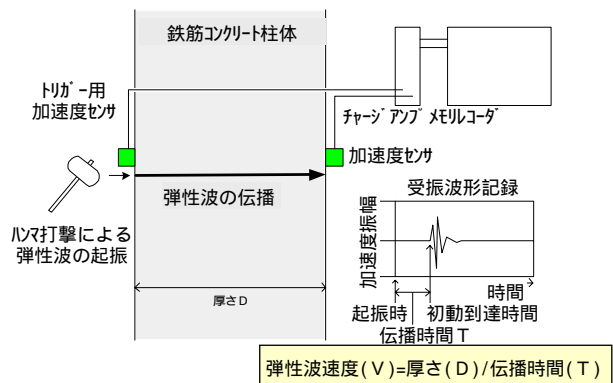 鉄筋コンクリート柱体
トリガー用
加速度センサ
チャージアンプ メモリレコーダ
加速度センサ
弾性波の伝播
ハンマ打撃による
弾性波の起振
厚さD
受振波形記録
加速度振幅
時間
起振時 初動到達時間
伝播時間T
弾性波速度(V)=厚さ(D)/伝播時間(T)